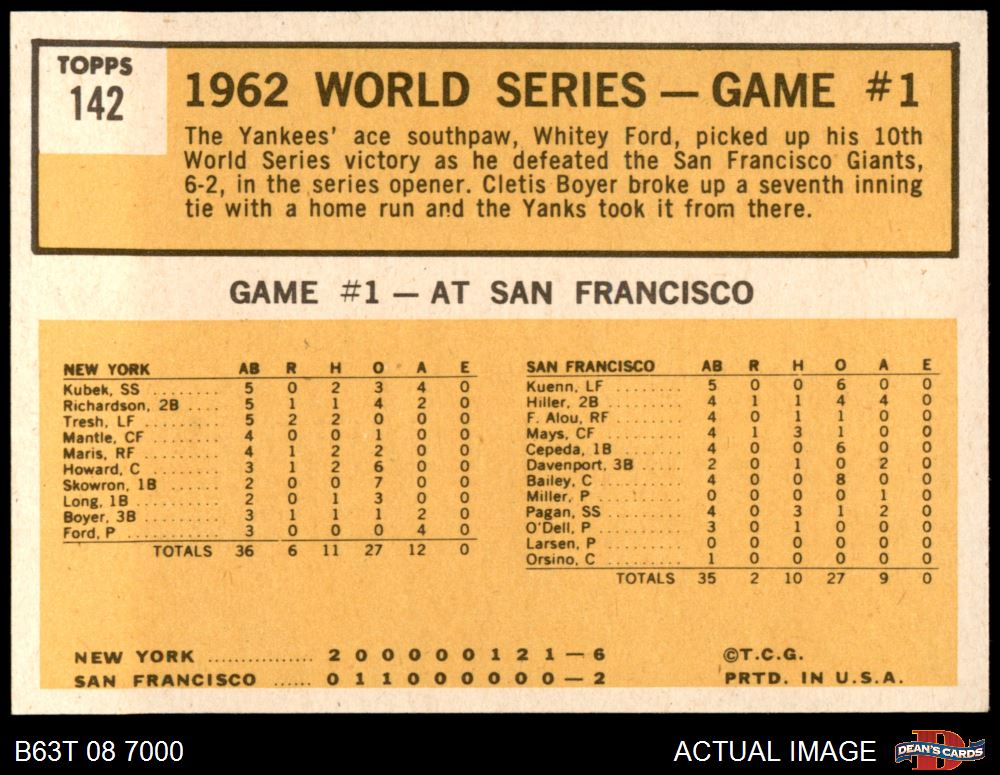 TOPPS
142
1962 WORLD SERIES — GAME #1
The Yankees' ace southpaw, Whitey Ford, picked up his 10th
World Series victory as he defeated the San Francisco Giants,
6-2, in the series opener. Cletis Boyer broke up a seventh inning
tie with a home run and the Yanks took it from there.
GAME #1 — AT SAN FRANCISCO
NEW YORK AB R H O A E
Kubek, SS ........ 5 0 2 3 4 0
Richardson, 2B .... 5 1 1 4 2 0
Tresh, LF ......... 5 2 2 0 0 0
Mantle, CF ........ 4 0 0 1 0 0
Maris, RF ......... 4 1 2 2 0 0
Howard, C ......... 3 1 2 6 0 0
Skowron, 1B ....... 2 0 0 7 0 0
Long, 1B .......... 2 0 1 3 0 0
Boyer, 3B ......... 3 1 1 1 2 0
Ford, P ........... 3 0 0 0 4 0
TOTALS 36 6 11 27 12 0
SAN FRANCISCO AB R H O A E
Kuenn, LF ......... 5 0 0 6 0 0
Hiller, 2B ........ 4 1 1 4 4 0
F. Alou, RF ....... 4 0 1 1 0 0
Mays, CF .......... 4 1 3 1 0 0
Cepeda, 1B ........ 4 0 0 6 0 0
Davenport, 3B ..... 2 0 1 0 2 0
Bailey, C ......... 4 0 0 8 0 0
Miller, P ......... 0 0 0 0 1 0
Pagan, SS ......... 4 0 3 1 2 0
O'Dell, P ......... 3 0 1 0 0 0
Larsen, P ......... 0 0 0 0 0 0
Orsino, C ......... 1 0 0 0 0 0
TOTALS 35 2 10 27 9 0
NEW YORK ............... 2 0 0 0 0 0 1 2 1 — 6
SAN FRANCISCO ...... 0 1 1 0 0 0 0 0 0 — 2
©T.C.G.
PRTD. IN U.S.A.
B63T 08 7000
ACTUAL IMAGE
D
DEAN'S CARDS